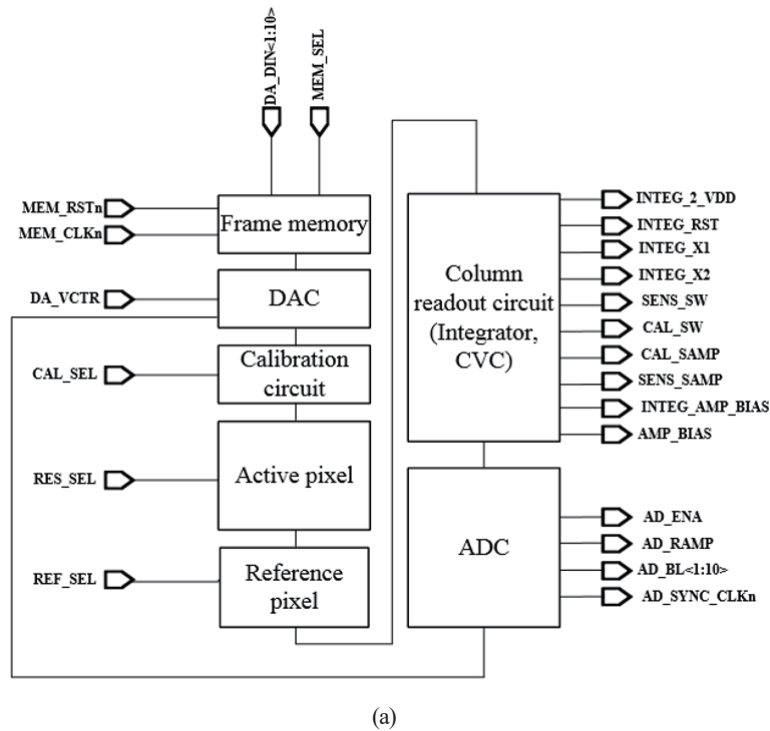 DA_DIN<1:10>
MEM_SEL
MEM_RSTn
MEM_CLKn
Frame memory
DA_VCTR
DAC
CAL_SEL
Calibration
circuit
RES_SEL
Active pixel
REF_SEL
Reference
pixel
Column
readout circuit
(Integrator,
CVC)
INTEG_2_VDD
INTEG_RST
INTEG_X1
INTEG_X2
SENS_SW
CAL_SW
CAL_SAMP
SENS_SAMP
INTEG_AMP_BIAS
AMP_BIAS
ADC
AD_ENA
AD_RAMP
AD_BL<1:10>
AD_SYNC_CLKn
(a)